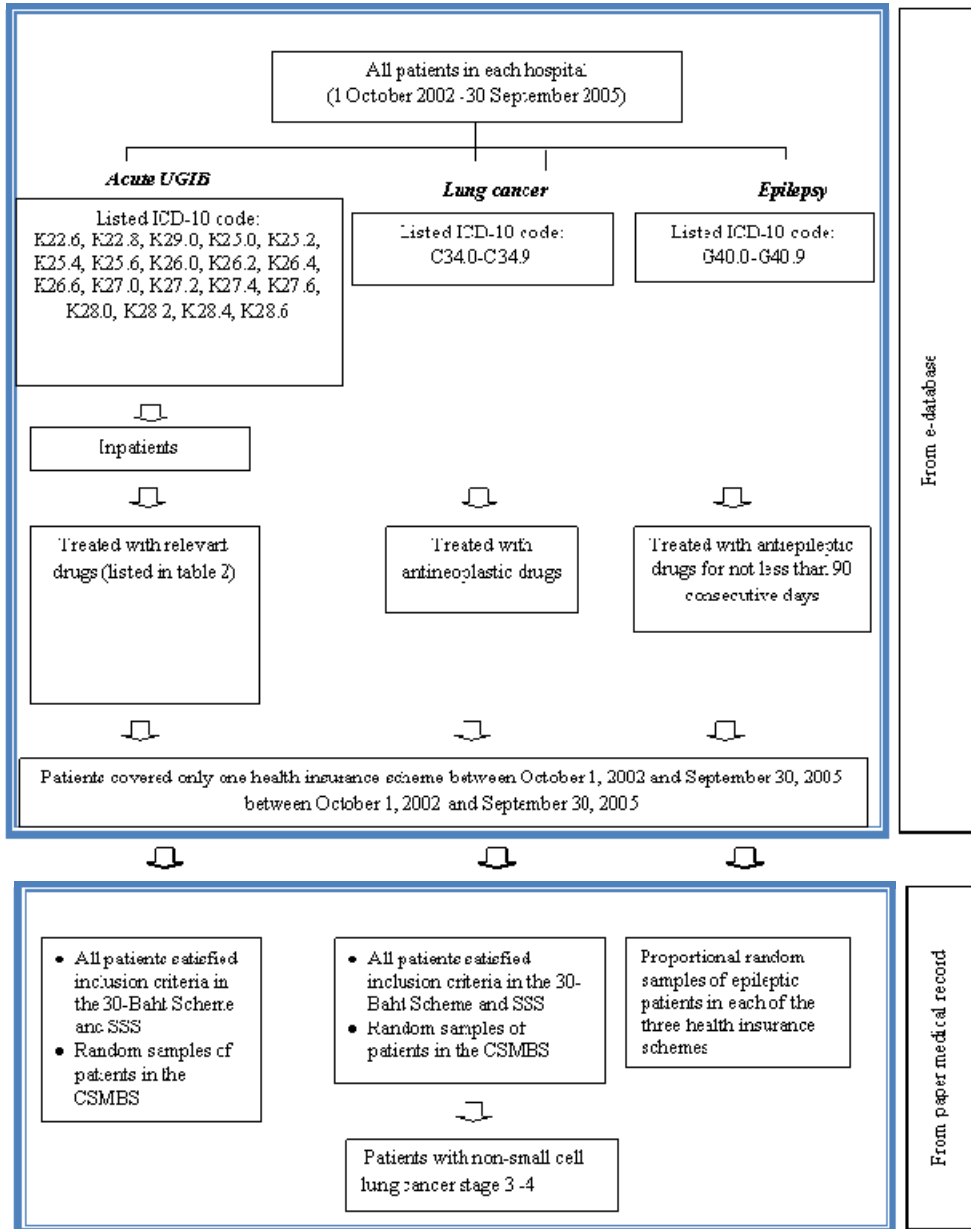 All patients in each hospital
(1 October 2002 -30 September 2005)
Acute UGIB
Listed ICD-10 code:
K22.6, K22.8, K29.0, K25.0, K25.2,
K25.4, K25.6, K26.0, K26.2, K26.4,
K26.6, K27.0, K27.2, K27.4, K27.6,
K28.0, K28 2, K28.4, K28.6
Lung cancer
Listed ICD-10 code:
C34.0-C34.9
Epilepsy
Listed ICD-10 code:
G40.0-G40.9
Inpatients
Treated with relevant
drugs (listed in table 2)
Treated with
antineoplastic drugs
Treated with antiepileptic
drugs for not less than 90
consecutive days
Patients covered only one health insurance scheme between October 1, 2002 and September 30, 2005
between October 1, 2002 and September 30, 2005
From e-database
• All patients satisfied
inclusion criteria in
the 30-Baht Scheme
and SSS
• Random samples of
patients in the
CSMBS
• All patients satisfied
inclusion criteria in the 30-
Baht Scheme and SSS
• Random samples of
patients in the CSMBS
Proportional random
samples of epileptic
patients in each of the
three health insurance
schemes
Patients with non-small cell
lung cancer stage 3 -4
From paper medical record